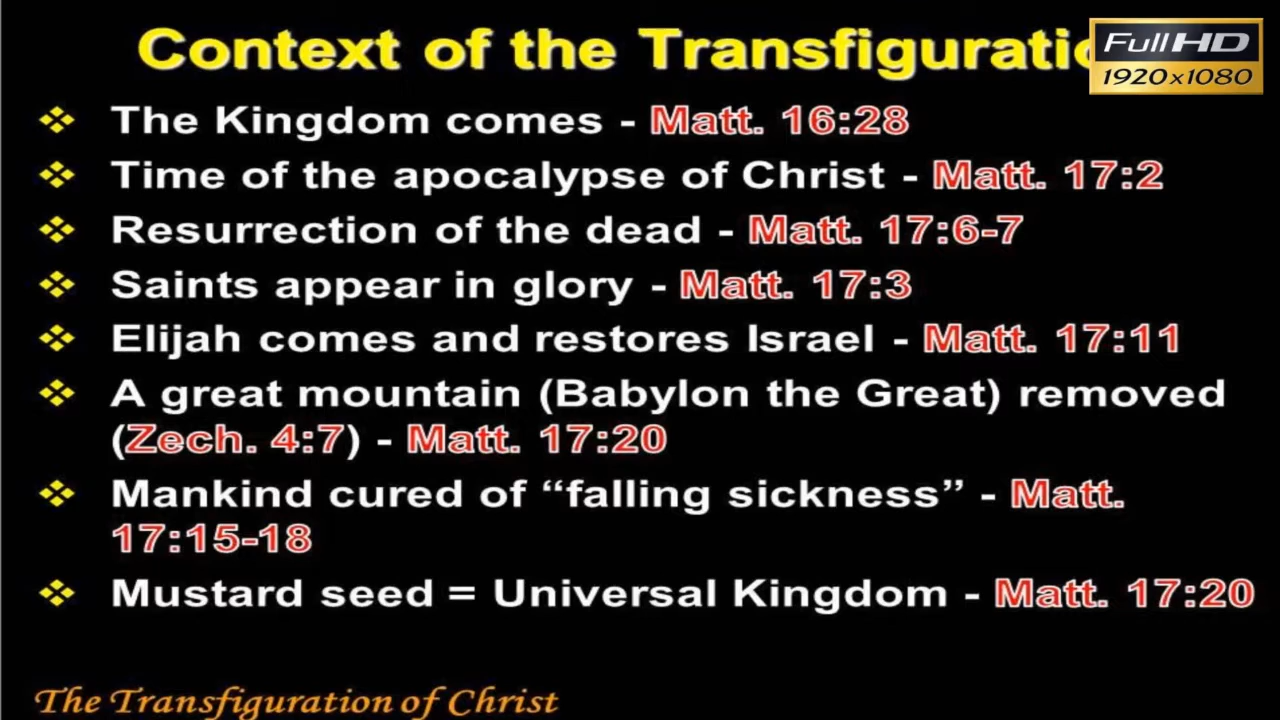 Context of the Transfiguratio
Full HD
1920x1080
❖ The Kingdom comes - Matt. 16:28
❖ Time of the apocalypse of Christ - Matt. 17:2
❖ Resurrection of the dead - Matt. 17:6-7
❖ Saints appear in glory - Matt. 17:3
❖ Elijah comes and restores Israel - Matt. 17:11
❖ A great mountain (Babylon the Great) removed
(Zech. 4:7) - Matt. 17:20
❖ Mankind cured of “falling sickness” - Matt.
17:15-18
❖ Mustard seed = Universal Kingdom - Matt. 17:20
The Transfiguration of Christ